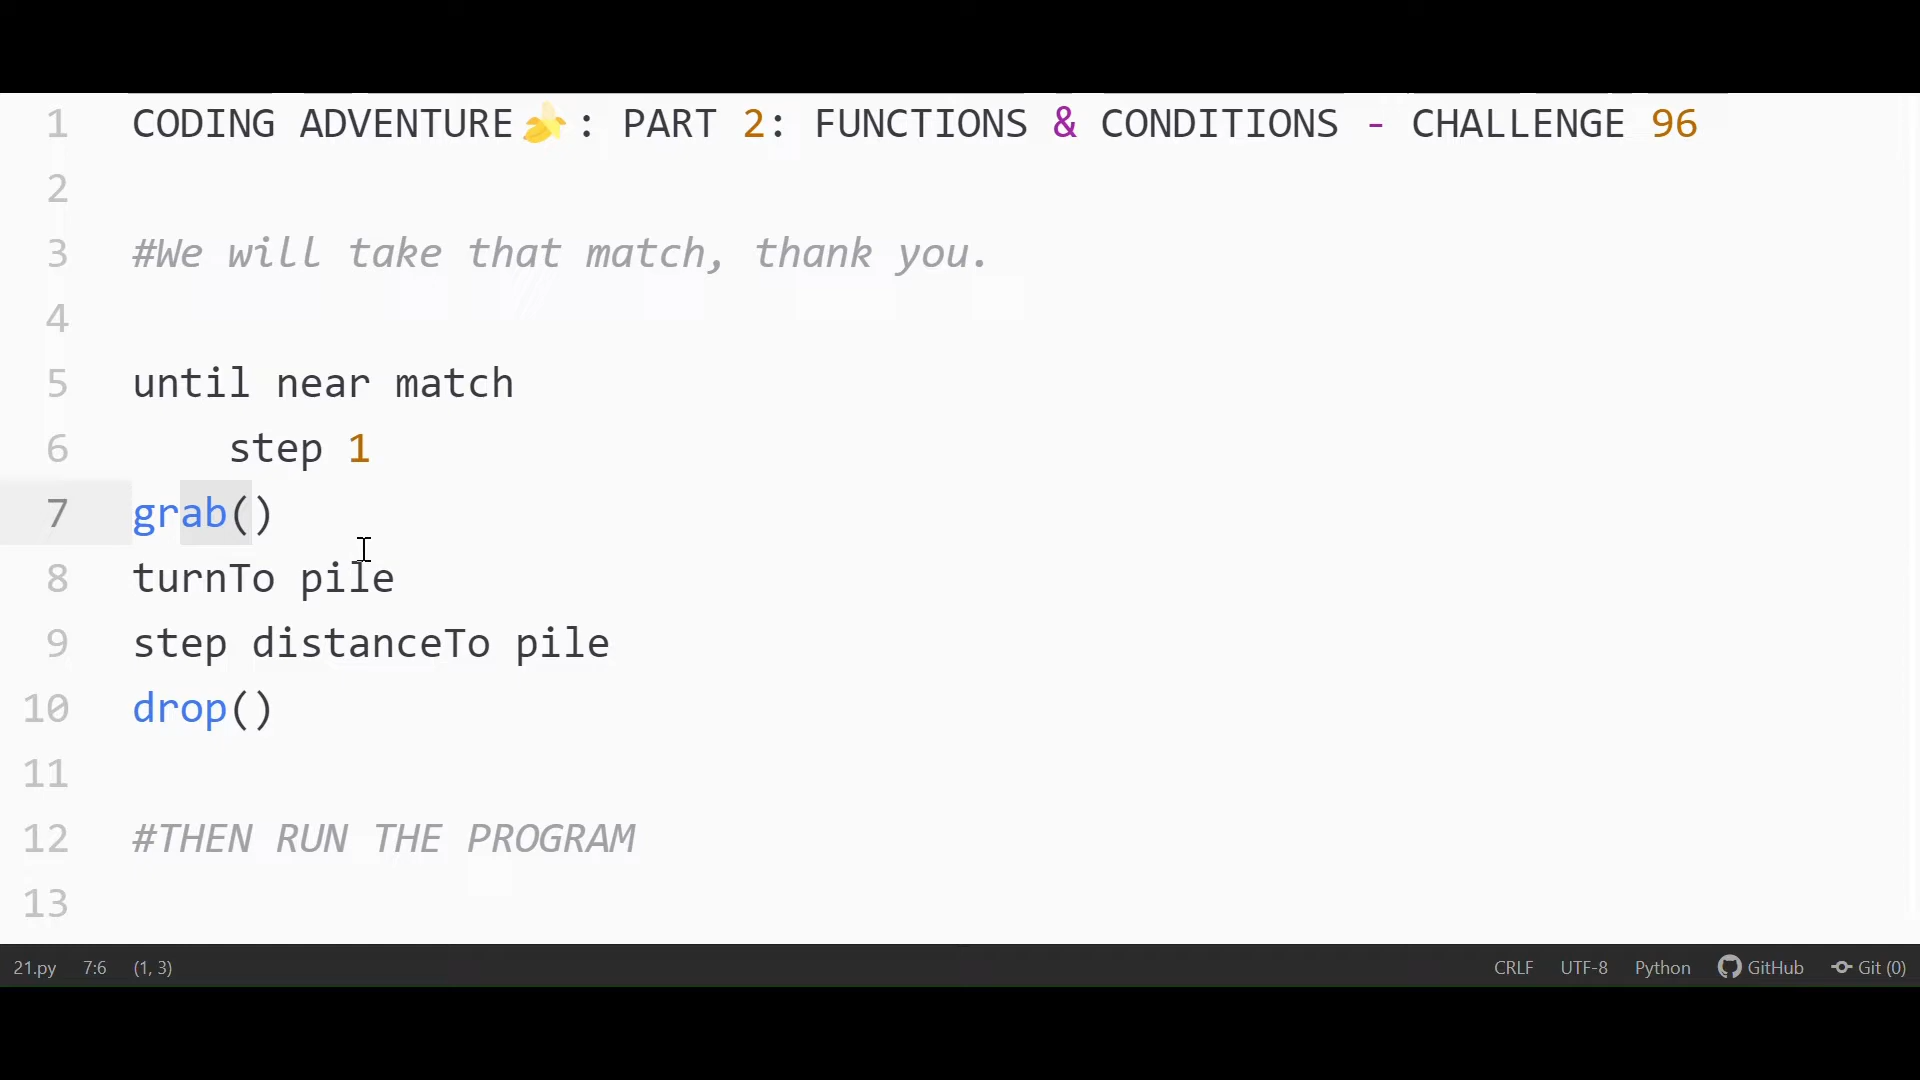 1 CODING ADVENTURE🍌: PART 2: FUNCTIONS & CONDITIONS - CHALLENGE 96
2
3 #We will take that match, thank you.
4
5 until near match
6     step 1
7 grab()
8 turnTo pile
9 step distanceTo pile
10 drop()
11
12 #THEN RUN THE PROGRAM
13
21.py 7:6 (1, 3) CRLF UTF-8 Python GitHub Git (0)